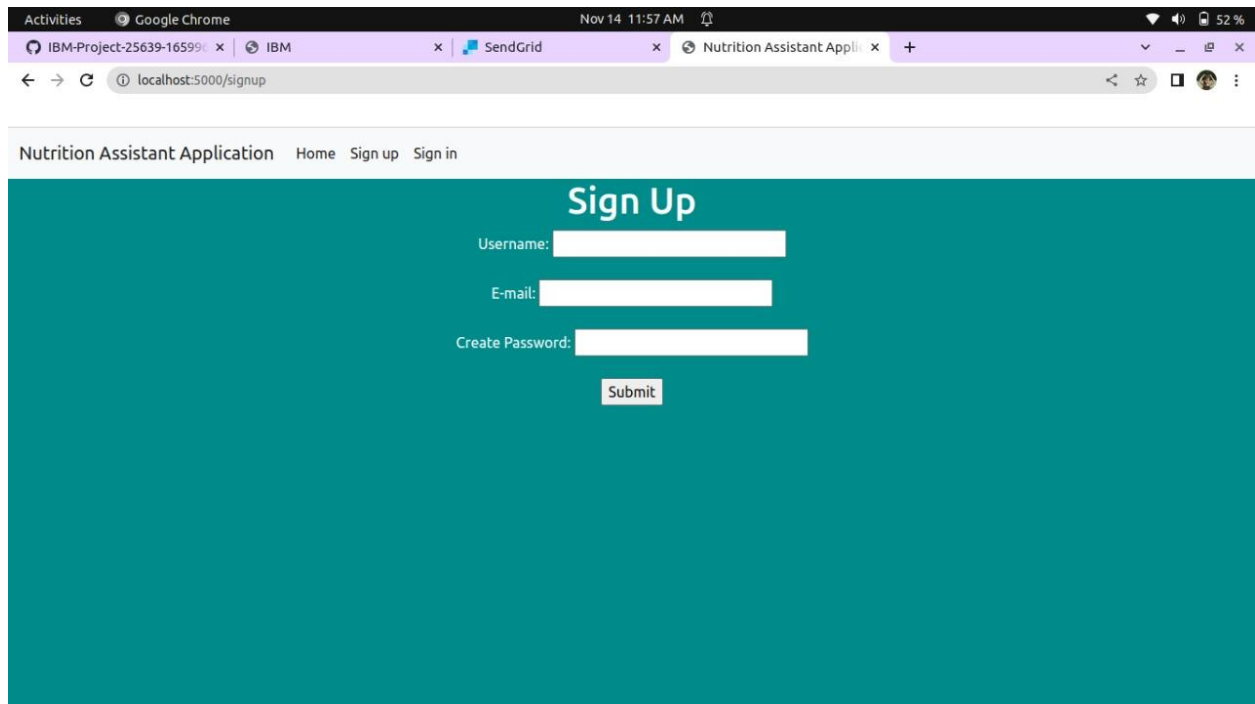 Activities Google Chrome Nov 14 11:57 AM 52 %
IBM-Project-25639-16599 IBM SendGrid Nutrition Assistant Appli
localhost:5000/signup
Nutrition Assistant Application Home Sign up Sign in
Sign Up
Username:
E-mail:
Create Password:
Submit